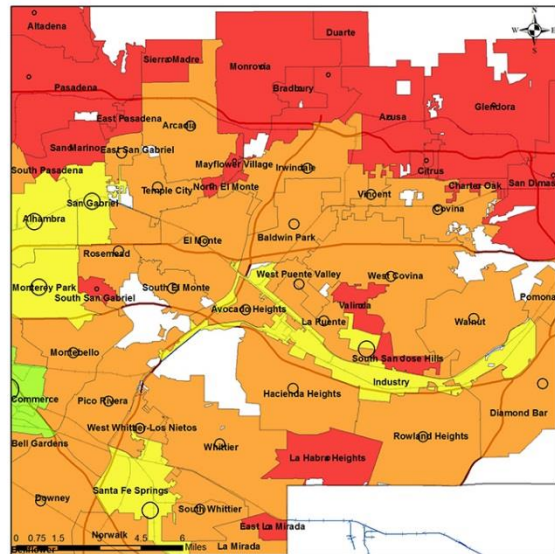 Altadena
Duarte
N
W E
S
Sierra Madre
Monrovia
Pasadena
Bradbury
Glendora
East Pasadena
Azusa
Arcadia
San Marino
East San Gabriel
Mayflower Village
Citrus
South Pasadena
Irwindale
Charter Oak
San Dimas
Temple City
North El Monte
Vincent
San Gabriel
Covina
Alhambra
Baldwin Park
El Monte
Rosemead
West Puente Valley
West Covina
Monterey Park
South El Monte
Pomona
South San Gabriel
Valinda
Avocado Heights
La Puente
Walnut
Montebello
South San Jose Hills
Industry
Commerce
Hacienda Heights
Diamond Bar
Pico Rivera
Bell Gardens
West Whittier-Los Nietos
Rowland Heights
Whittier
La Habra Heights
Santa Fe Springs
Downey
South Whittier
East La Mirada
Norwalk
La Mirada
0 0.75 1.5 3 4.5 6
Miles
Bellflower